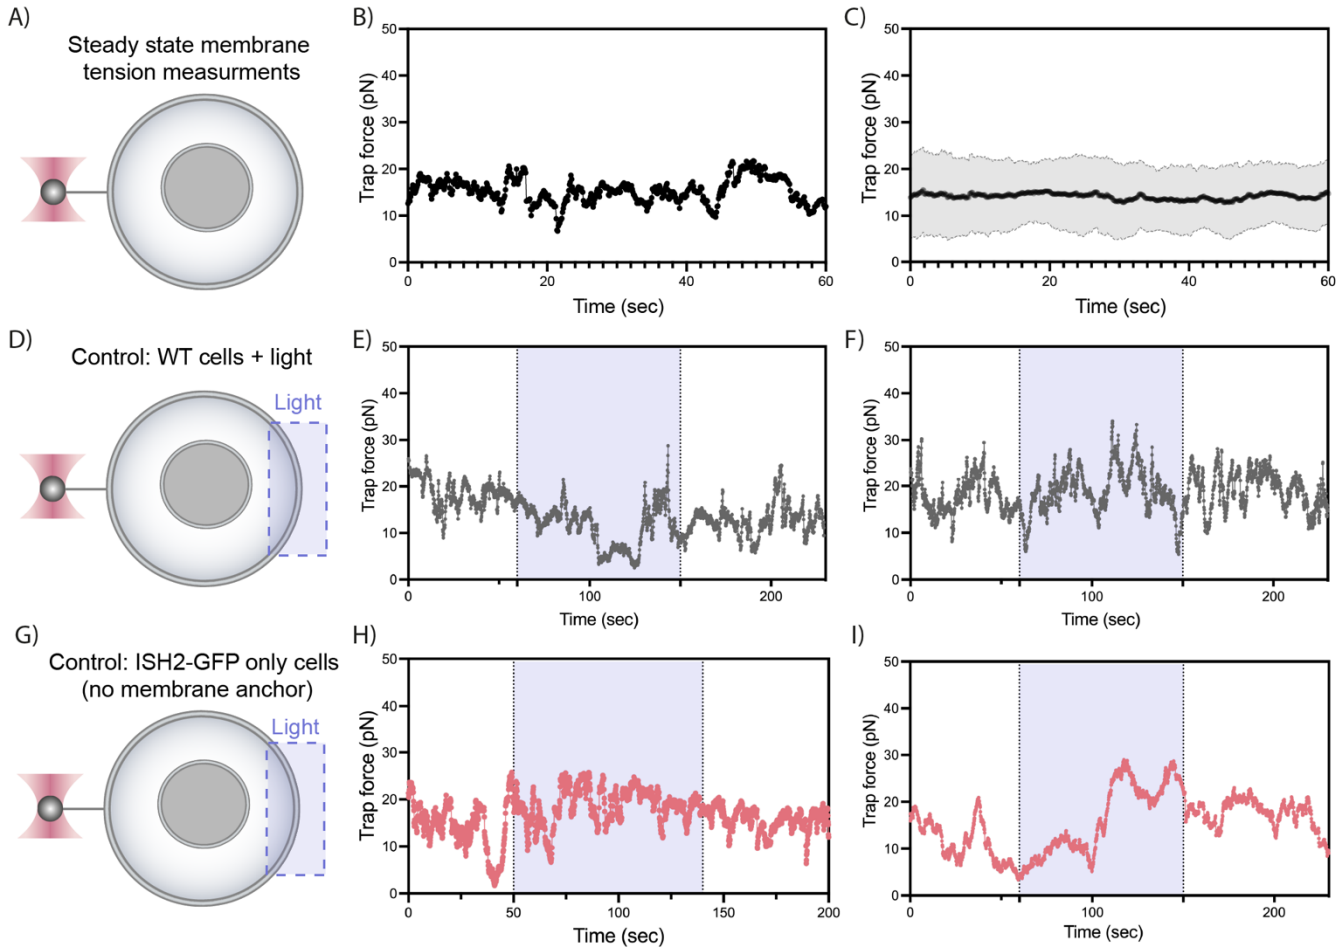 A)
Steady state membrane
tension measurments
B)
Trap force (pN)
50
40
30
20
10
0
0
20
40
60
Time (sec)
C)
Trap force (pN)
50
40
30
20
10
0
0
20
40
60
Time (sec)
D)
Control: WT cells + light
Light
E)
Trap force (pN)
50
40
30
20
10
0
0
100
200
Time (sec)
F)
Trap force (pN)
50
40
30
20
10
0
0
100
200
Time (sec)
G)
Control: ISH2-GFP only cells
(no membrane anchor)
Light
H)
Trap force (pN)
50
40
30
20
10
0
0
50
100
150
200
Time (sec)
I)
Trap force (pN)
50
40
30
20
10
0
0
100
200
Time (sec)